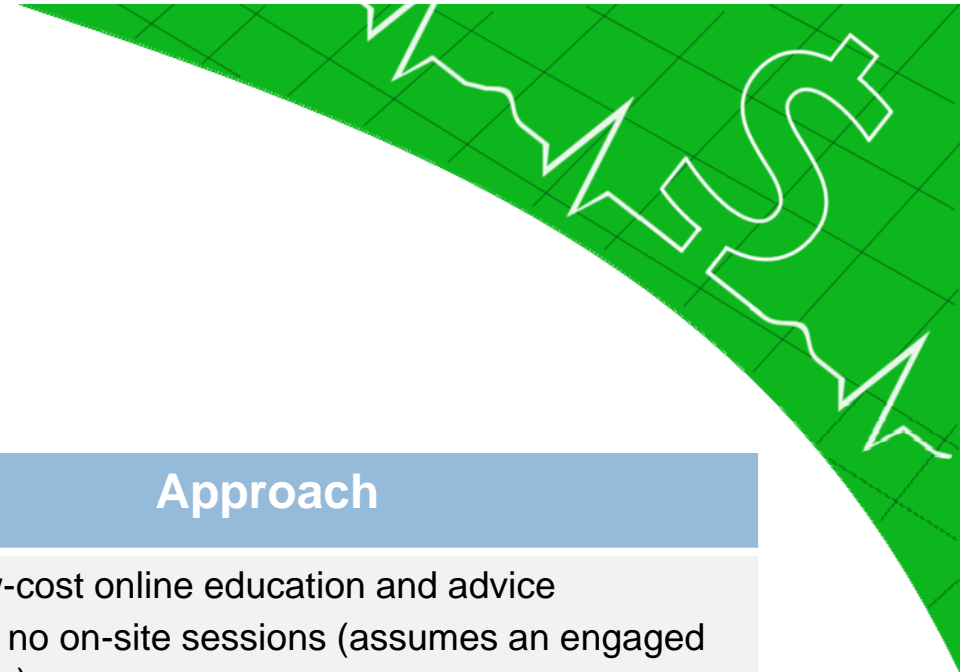 Approach
-cost online education and advice
no on-site sessions (assumes an engaged